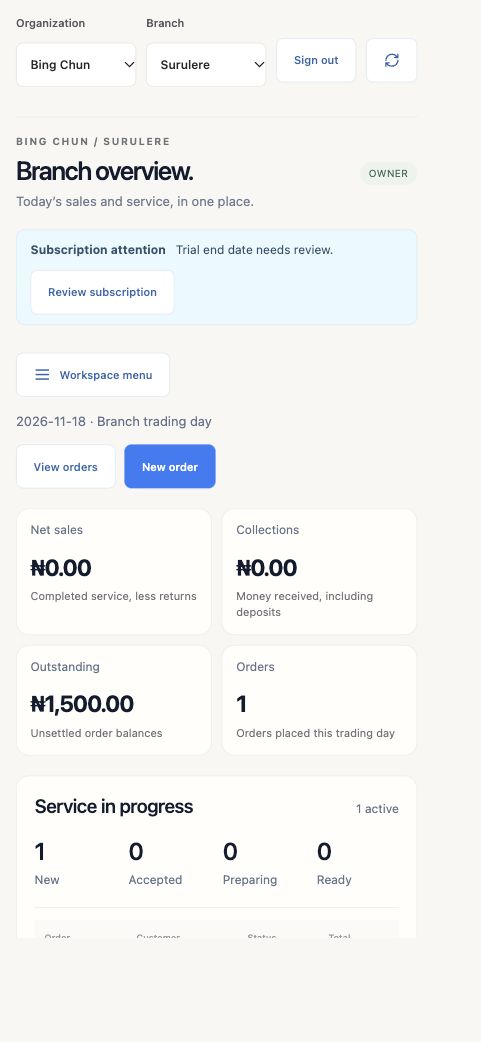 Organization
Branch
Bing Chun
Surulere
Sign out
BING CHUN / SURULERE
Branch overview.
OWNER
Today's sales and service, in one place.
Subscription attention Trial end date needs review.
Review subscription
Workspace menu
2026-11-18 · Branch trading day
View orders
New order
Net sales
₦0.00
Completed service, less returns
Collections
₦0.00
Money received, including
deposits
Outstanding
₦1,500.00
Unsettled order balances
Orders
1
Orders placed this trading day
Service in progress
1 active
1
New
0
Accepted
0
Preparing
0
Ready
Order Customer Status Total